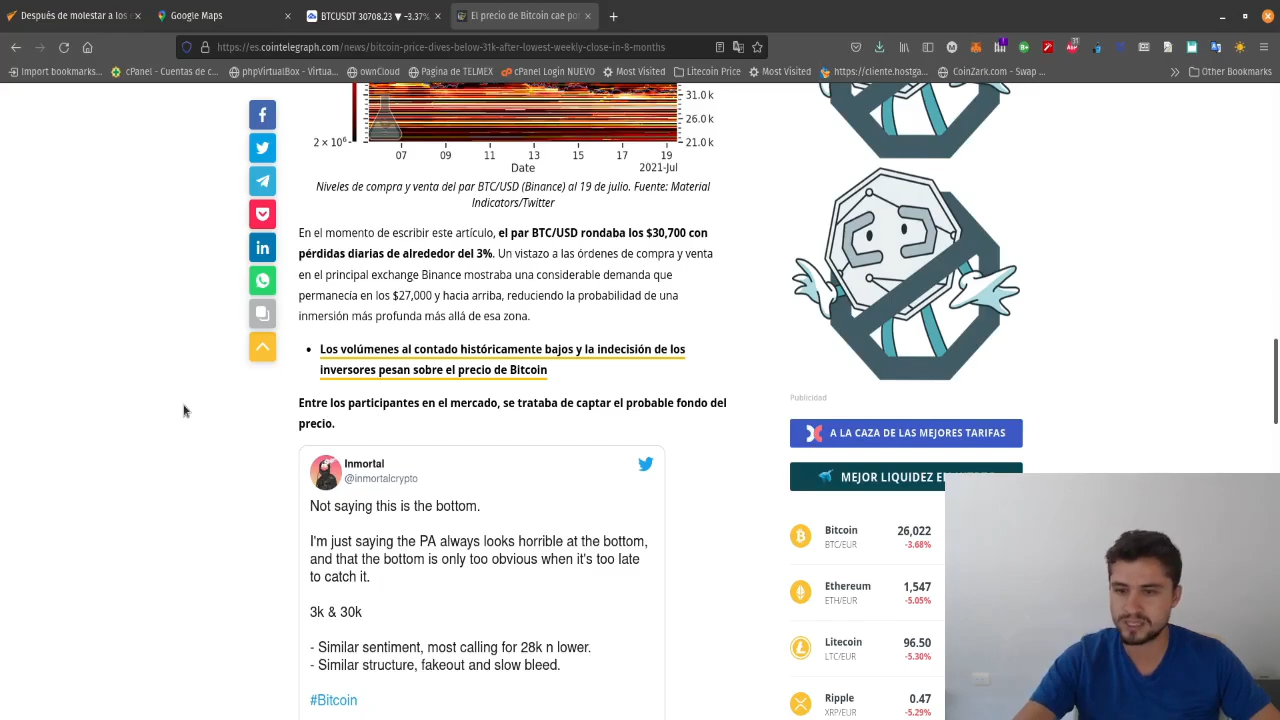 Después de molestar a los c
Google Maps
BTCUSDT 30708.23 ▼ -3.37%
El precio de Bitcoin cae por
https://es.cointelegraph.com/news/bitcoin-price-dives-below-31k-after-lowest-weekly-close-in-8-months
31
Import bookmarks...
cPanel - Cuentas de c...
phpVirtualBox - Virtua...
ownCloud
Pagina de TELMEX
cPanel Login NUEVO
Most Visited
Litecoin Price
Most Visited
https://cliente.hostga...
CoinZark.com - Swap ...
Other Bookmarks
31.0 k
26.0 k
2 × 10⁶
21.0 k
07 09 11 13 15 17 19
Date 2021-Jul
Niveles de compra y venta del par BTC/USD (Binance) al 19 de julio. Fuente: Material
Indicators/Twitter
En el momento de escribir este artículo, el par BTC/USD rondaba los $30,700 con
pérdidas diarias de alrededor del 3%. Un vistazo a las órdenes de compra y venta
en el principal exchange Binance mostraba una considerable demanda que
permanecía en los $27,000 y hacia arriba, reduciendo la probabilidad de una
inmersión más profunda más allá de esa zona.
• Los volúmenes al contado históricamente bajos y la indecisión de los
inversores pesan sobre el precio de Bitcoin
Entre los participantes en el mercado, se trataba de captar el probable fondo del
precio.
Inmortal
@inmortalcrypto
Not saying this is the bottom.
I'm just saying the PA always looks horrible at the bottom,
and that the bottom is only too obvious when it's too late
to catch it.
3k & 30k
- Similar sentiment, most calling for 28k n lower.
- Similar structure, fakeout and slow bleed.
#Bitcoin
Publicidad
A LA CAZA DE LAS MEJORES TARIFAS
MEJOR LIQUIDEZ E
Bitcoin 26,022
BTC/EUR -3.68%
Ethereum 1,547
ETH/EUR -5.05%
Litecoin 96.50
LTC/EUR -5.30%
Ripple 0.47
XRP/EUR -5.29%